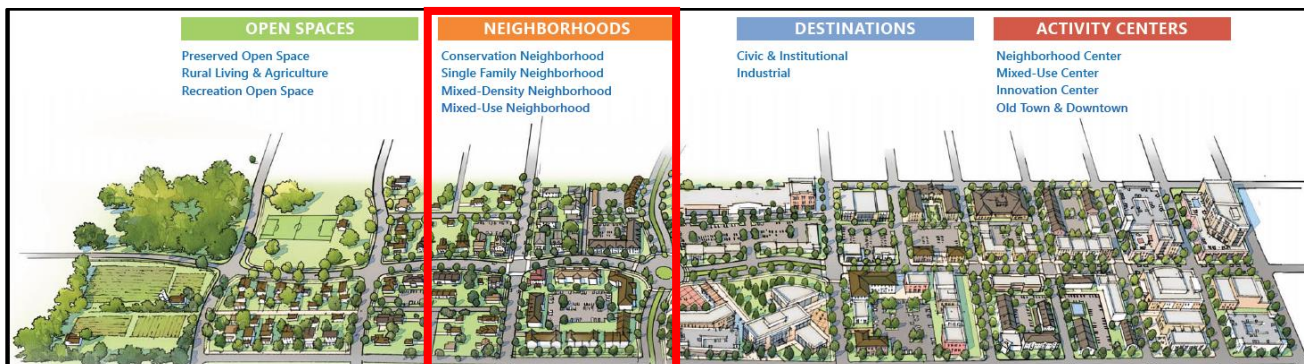 OPEN SPACES
Preserved Open Space
Rural Living & Agriculture
Recreation Open Space
NEIGHBORHOODS
Conservation Neighborhood
Single Family Neighborhood
Mixed-Density Neighborhood
Mixed-Use Neighborhood
DESTINATIONS
Civic & Institutional
Industrial
ACTIVITY CENTERS
Neighborhood Center
Mixed-Use Center
Innovation Center
Old Town & Downtown